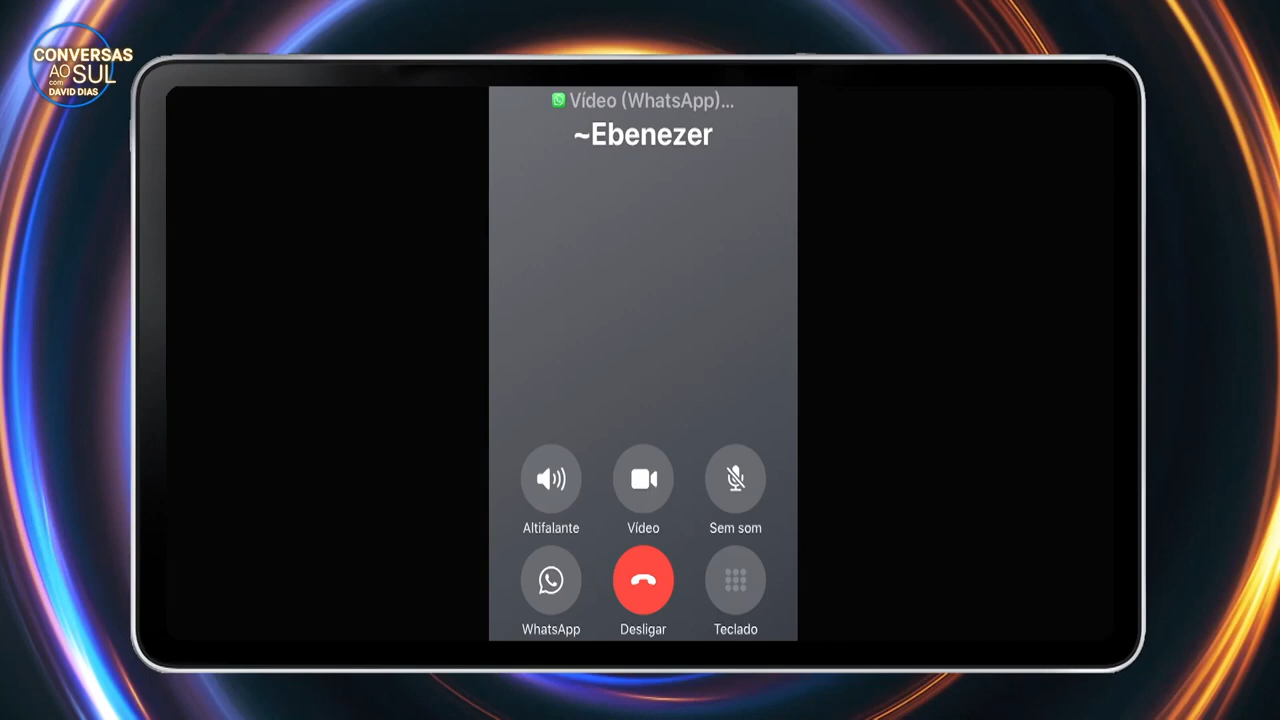 CONVERSAS
AO SUL
com
DAVID DIAS
Vídeo (WhatsApp)...
~Ebenezer
Altifalante
Vídeo
Sem som
WhatsApp
Desligar
Teclado